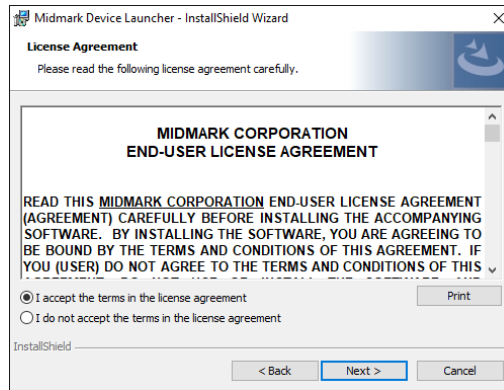 Midmark Device Launcher - InstallShield Wizard
License Agreement
Please read the following license agreement carefully.
MIDMARK CORPORATION
END-USER LICENSE AGREEMENT
READ THIS MIDMARK CORPORATION END-USER LICENSE AGREEMENT
(AGREEMENT) CAREFULLY BEFORE INSTALLING THE ACCOMPANYING
SOFTWARE. BY INSTALLING THE SOFTWARE, YOU ARE AGREEING TO
BE BOUND BY THE TERMS AND CONDITIONS OF THIS AGREEMENT. IF
YOU (USER) DO NOT AGREE TO THE TERMS AND CONDITIONS OF THIS
I accept the terms in the license agreement
Print
I do not accept the terms in the license agreement
InstallShield
< Back
Next >
Cancel